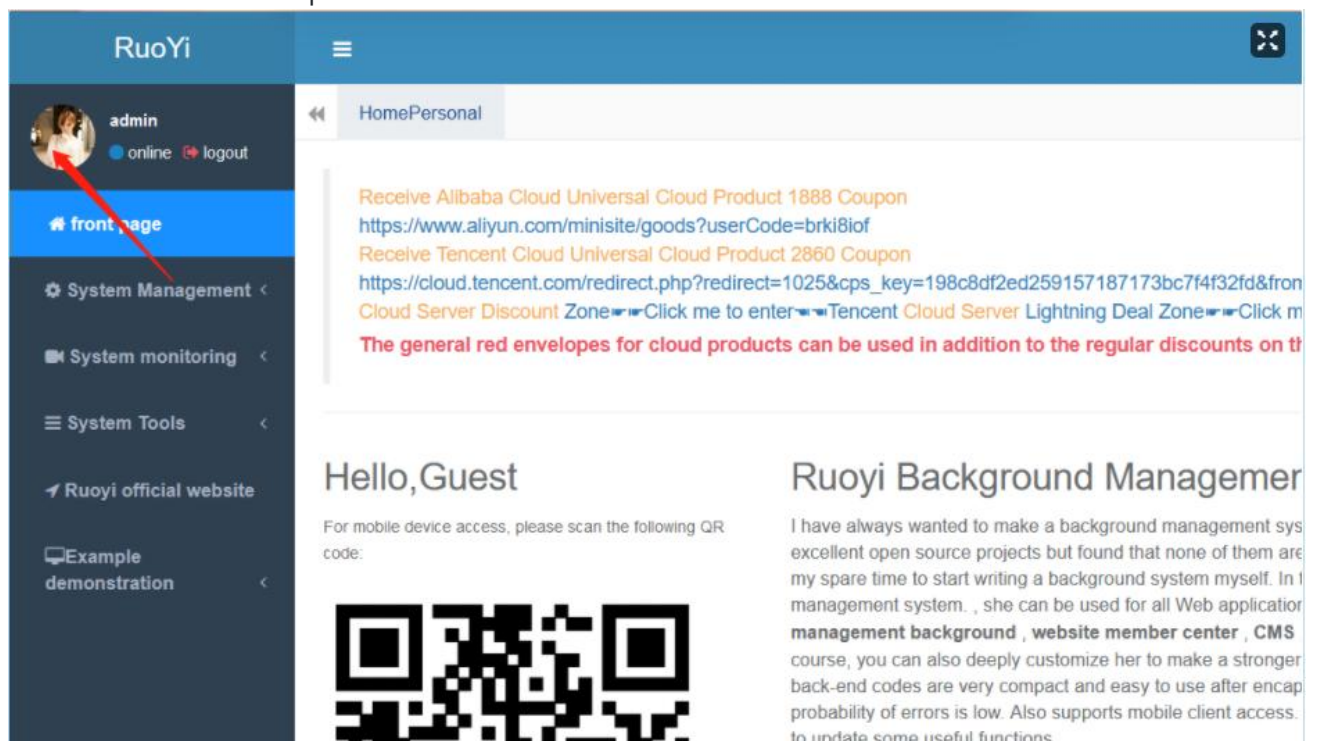 RuoYi
admin
online logout
HomePersonal
front page
System Management
System monitoring
System Tools
Ruoyi official website
Example
demonstration
Receive Alibaba Cloud Universal Cloud Product 1888 Coupon
https://www.aliyun.com/minisite/goods?userCode=brki8iof
Receive Tencent Cloud Universal Cloud Product 2860 Coupon
https://cloud.tencent.com/redirect.php?redirect=1025&cps_key=198c8df2ed259157187173bc7f4f32fd&from
Cloud Server Discount Zone☛☛Click me to enter☚☚Tencent Cloud Server Lightning Deal Zone☛☛Click m
The general red envelopes for cloud products can be used in addition to the regular discounts on th
Hello,Guest
For mobile device access, please scan the following QR
code:
Ruoyi Background Managemen
I have always wanted to make a background management sys
excellent open source projects but found that none of them are
my spare time to start writing a background system myself. In t
management system. , she can be used for all Web application
management background , website member center , CMS
course, you can also deeply customize her to make a stronger
back-end codes are very compact and easy to use after encap
probability of errors is low. Also supports mobile client access.
to update some useful functions